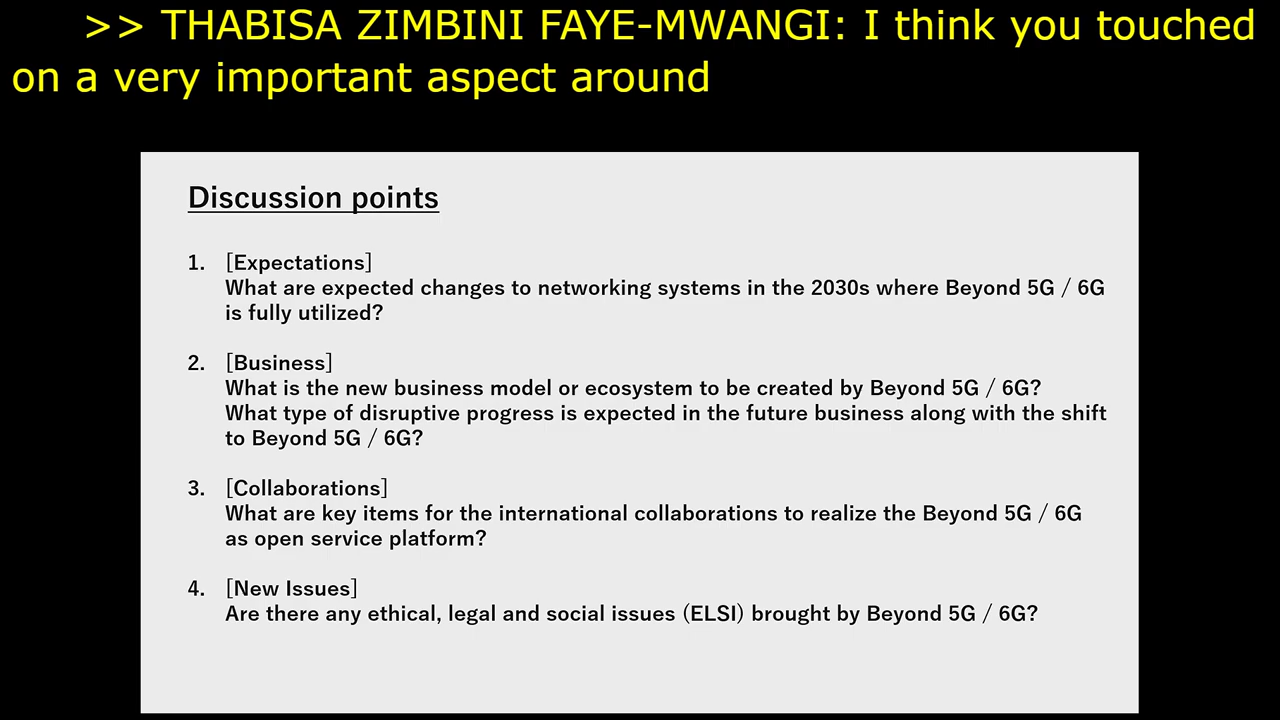 >> THABISA ZIMBINI FAYE-MWANGI: I think you touched
on a very important aspect around
Discussion points
1. [Expectations]
What are expected changes to networking systems in the 2030s where Beyond 5G / 6G
is fully utilized?
2. [Business]
What is the new business model or ecosystem to be created by Beyond 5G / 6G?
What type of disruptive progress is expected in the future business along with the shift
to Beyond 5G / 6G?
3. [Collaborations]
What are key items for the international collaborations to realize the Beyond 5G / 6G
as open service platform?
4. [New Issues]
Are there any ethical, legal and social issues (ELSI) brought by Beyond 5G / 6G?